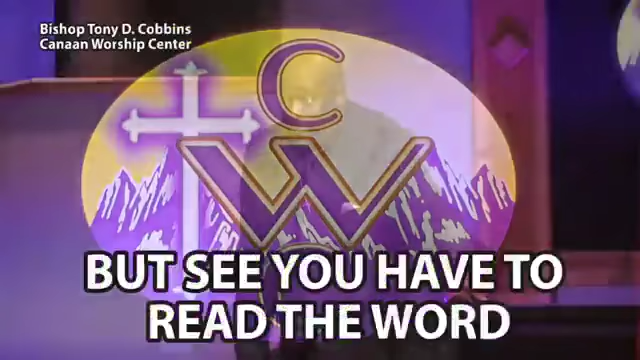 Bishop Tony D. Cobbins
Canaan Worship Center
C
W
C
BUT SEE YOU HAVE TO
READ THE WORD